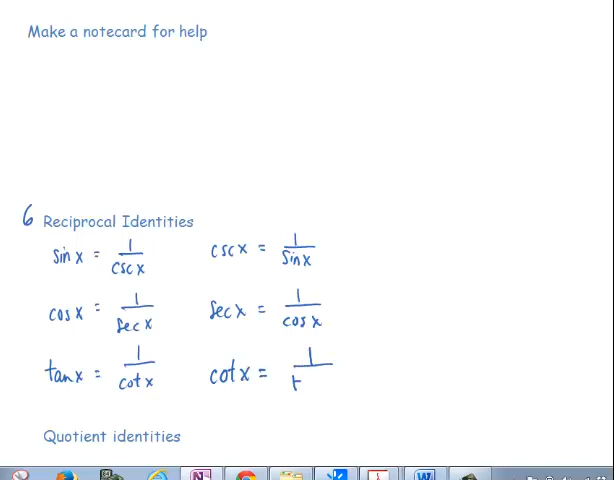 Make a notecard for help
6 Reciprocal Identities
sin x = 1/csc x   csc x = 1/sin x
cos x = 1/sec x   sec x = 1/cos x
tan x = 1/cot x   cot x = 1/t
Quotient identities